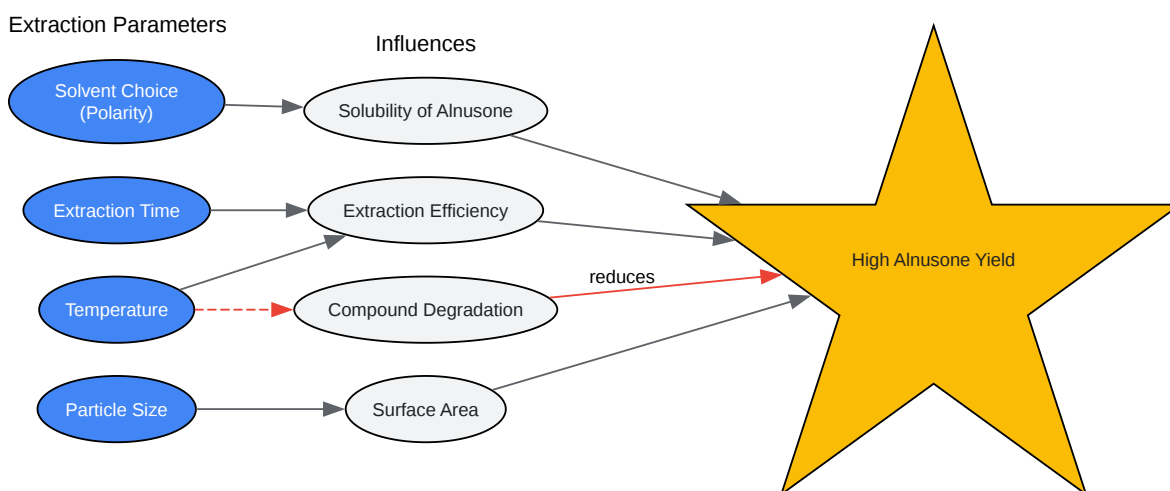 Extraction Parameters
Influences
Solvent Choice
(Polarity)
Solubility of Alnusone
Extraction Time
Extraction Efficiency
High Alnusone Yield
reduces
Temperature
Compound Degradation
Particle Size
Surface Area